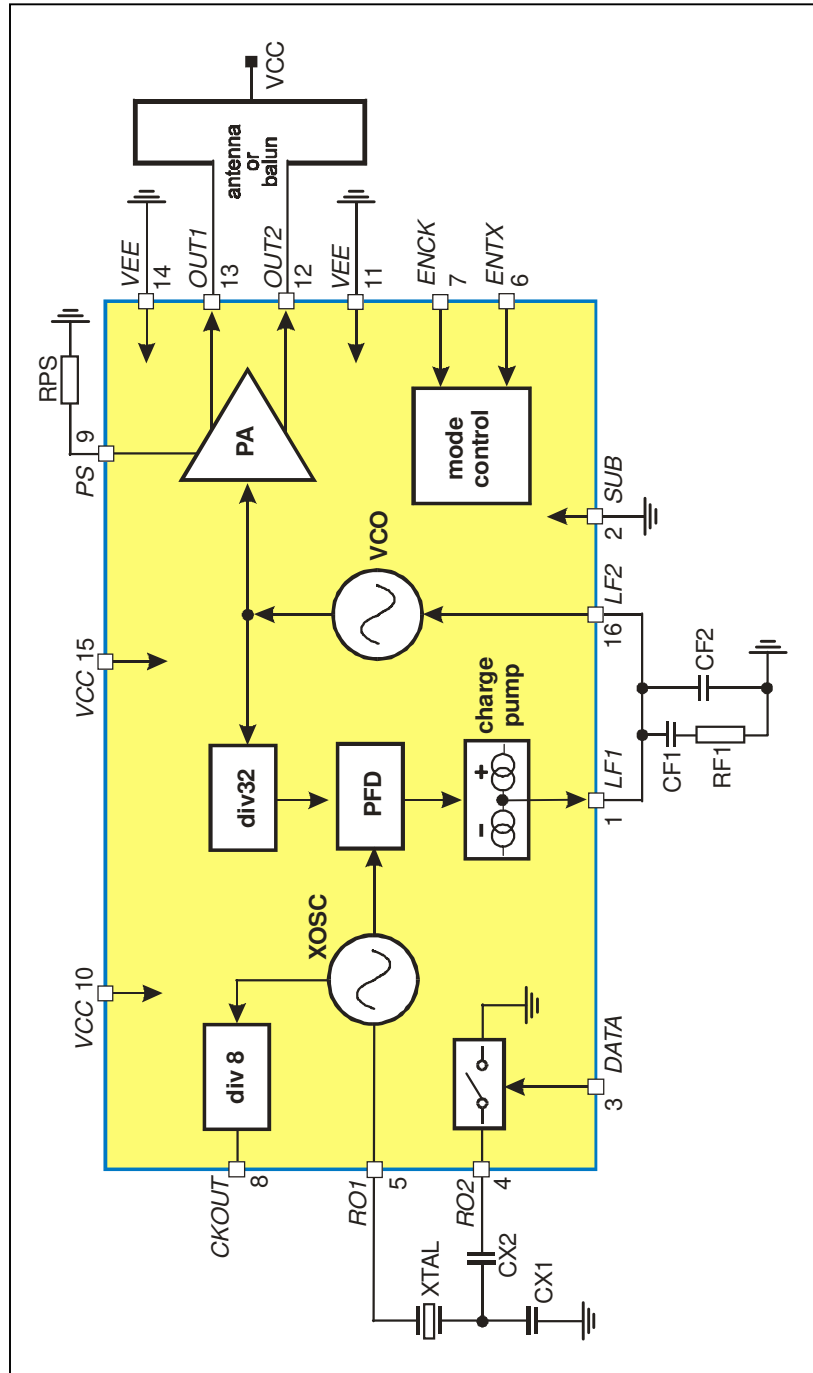 VCC 10
VCC 15
PS
9
RPS
CKOUT
8
div 8
RO1
5
XTAL
RO2
4
CX2
CX1
XOSC
div32
PFD
- +
charge
pump
VCO
PA
VEE
14
OUT1
13
OUT2
12
VEE
11
antenna
or
balun
VCC
ENCK
7
ENTX
6
mode
control
DATA
3
LF1
1
CF1
RF1
CF2
LF2
16
SUB
2